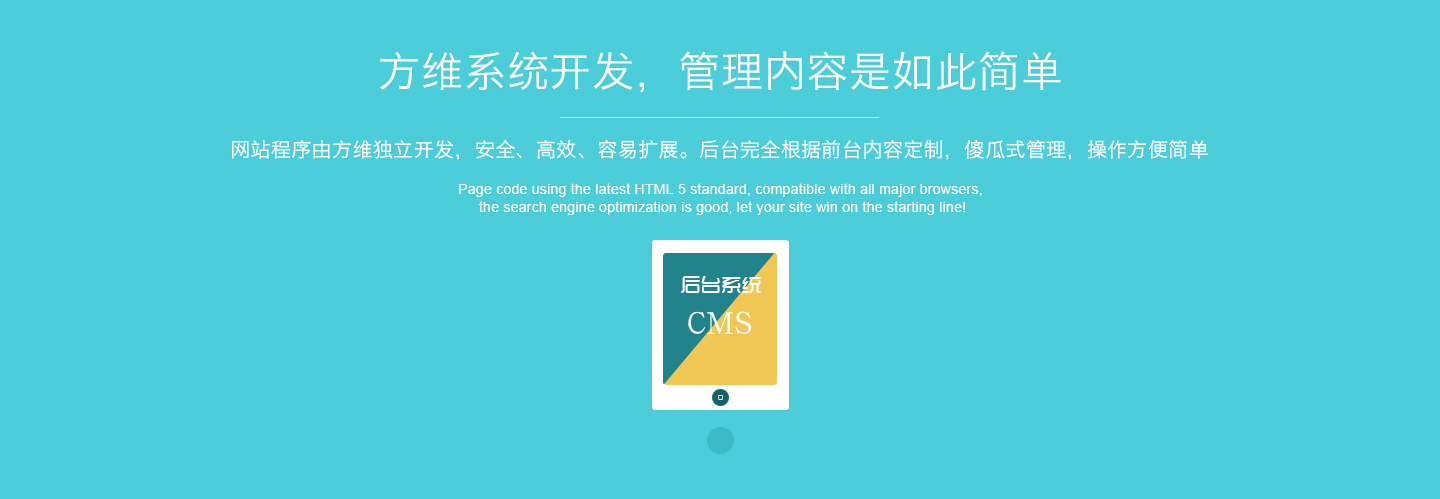 方维系统开发，管理内容是如此简单
网站程序由方维独立开发，安全、高效、容易扩展。后台完全根据前台内容定制，傻瓜式管理，操作方便简单
Page code using the latest HTML 5 standard, compatible with all major browsers,
the search engine optimization is good, let your site win on the starting line!
后台系统
CMS